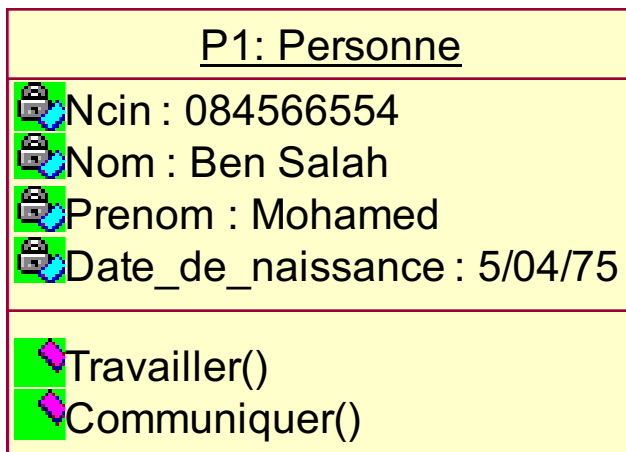 P1: Personne
Ncin : 084566554
Nom : Ben Salah
Prenom : Mohamed
Date_de_naissance : 5/04/75
Travailler()
Communiquer()